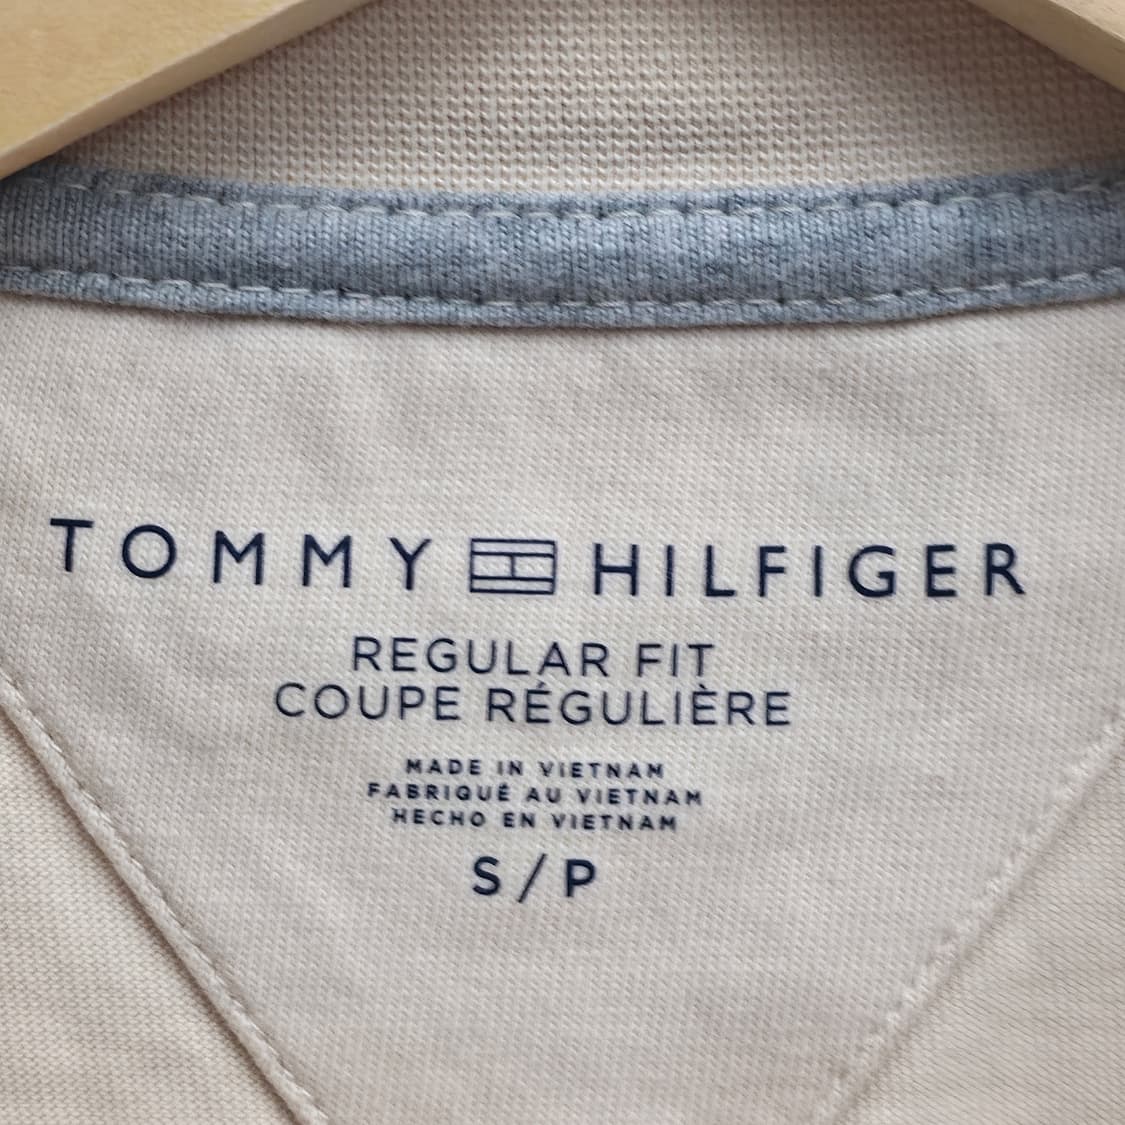 TOMMY HILFIGER
REGULAR FIT
COUPE RÉGULIÈRE
MADE IN VIETNAM
FABRIQUÉ AU VIETNAM
HECHO EN VIETNAM
S / P